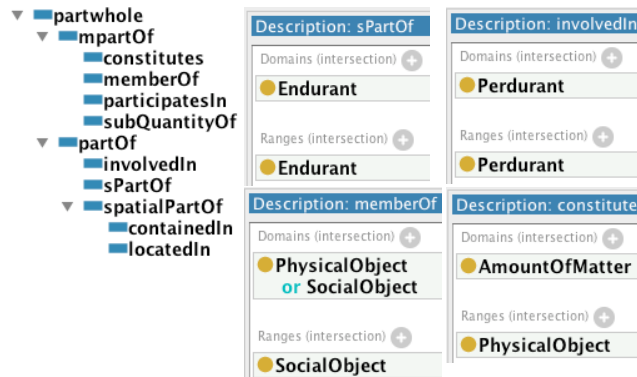 partwhole
mpartOf
constitutes
memberOf
participatesIn
subQuantityOf
partOf
involvedIn
sPartOf
spatialPartOf
containedIn
locatedIn
Description: sPartOf
Domains (intersection)
Endurant
Ranges (intersection)
Endurant
Description: involvedIn
Domains (intersection)
Perdurant
Ranges (intersection)
Perdurant
Description: memberOf
Domains (intersection)
PhysicalObject
or SocialObject
Ranges (intersection)
SocialObject
Description: constitute
Domains (intersection)
AmountOfMatter
Ranges (intersection)
PhysicalObject